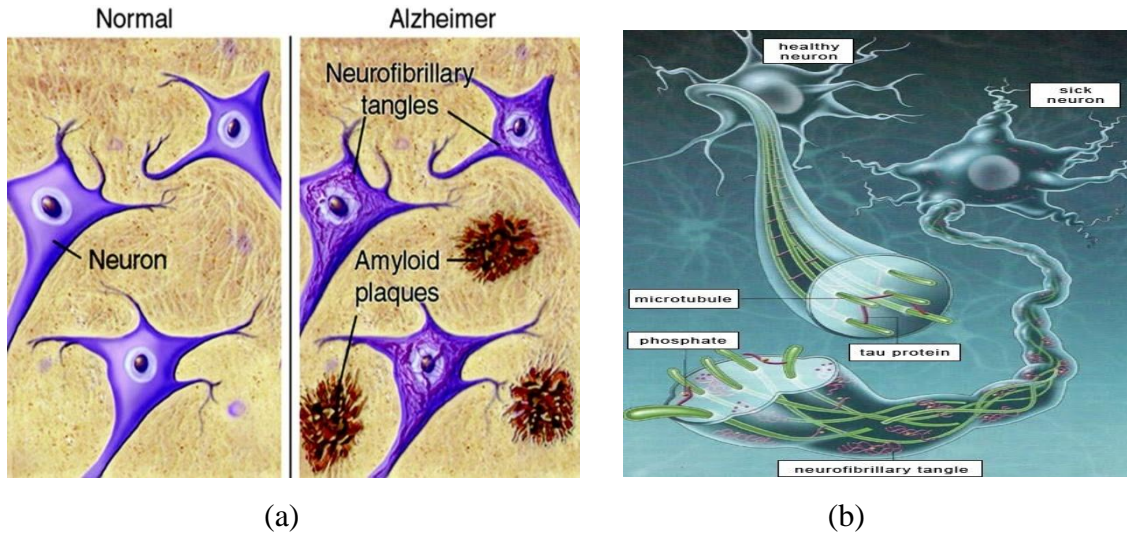 Normal
Alzheimer
Neurofibrillary
tangles
Neuron
Amyloid
plaques
(a)
healthy
neuron
sick
neuron
microtubule
tau protein
phosphate
neurofibrillary tangle
(b)